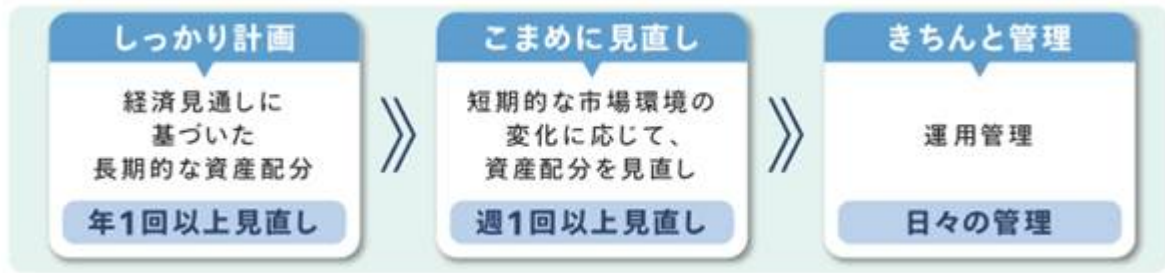 しっかり計画
経済見通しに
基づいた
長期的な資産配分
年1回以上見直し
こまめに見直し
短期的な市場環境の
変化に応じて、
資産配分を見直し
週1回以上見直し
きちんと管理
運用管理
日々の管理